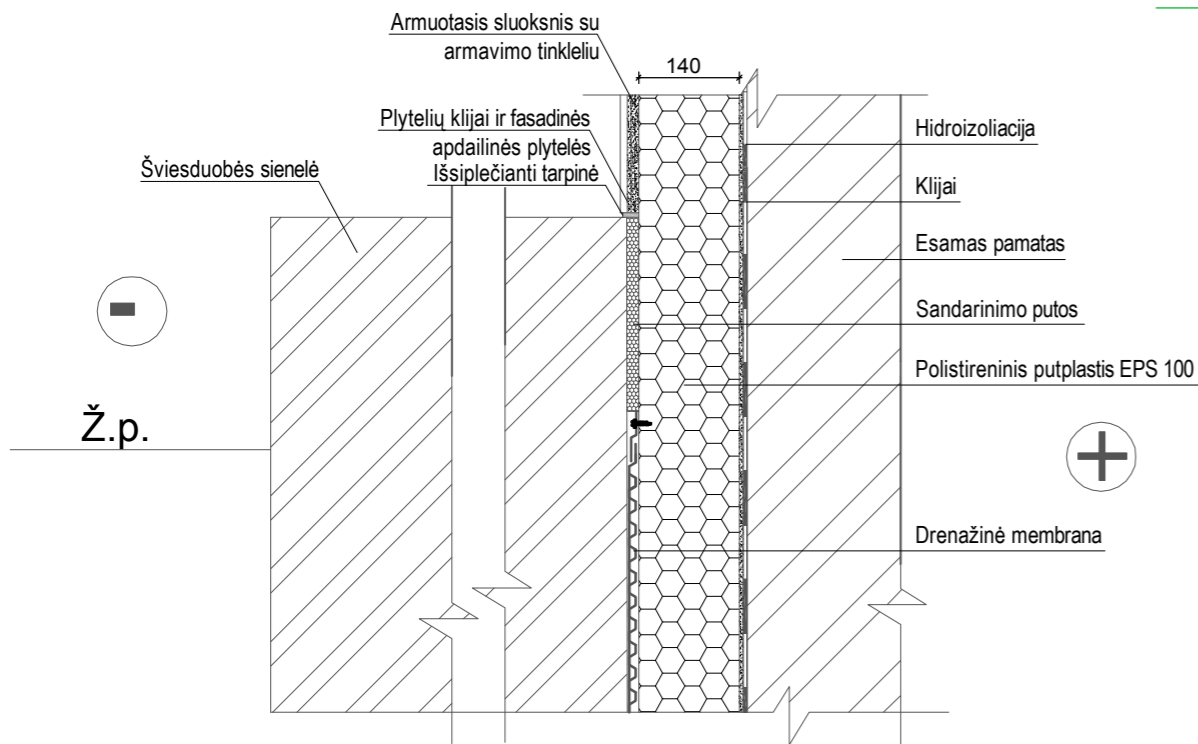 Armuotasis sluoksnis su
armavimo tinkleliu
140
Plytelių klijai ir fasadinės
apdailinės plytelės
Išsiplečianti tarpinė
Šviesduobės sienelė
Hidroizoliacija
Klijai
Esamas pamatas
Sandarinimo putos
Polistireninis putplastis EPS 100
Ž.p.
Drenažinė membrana